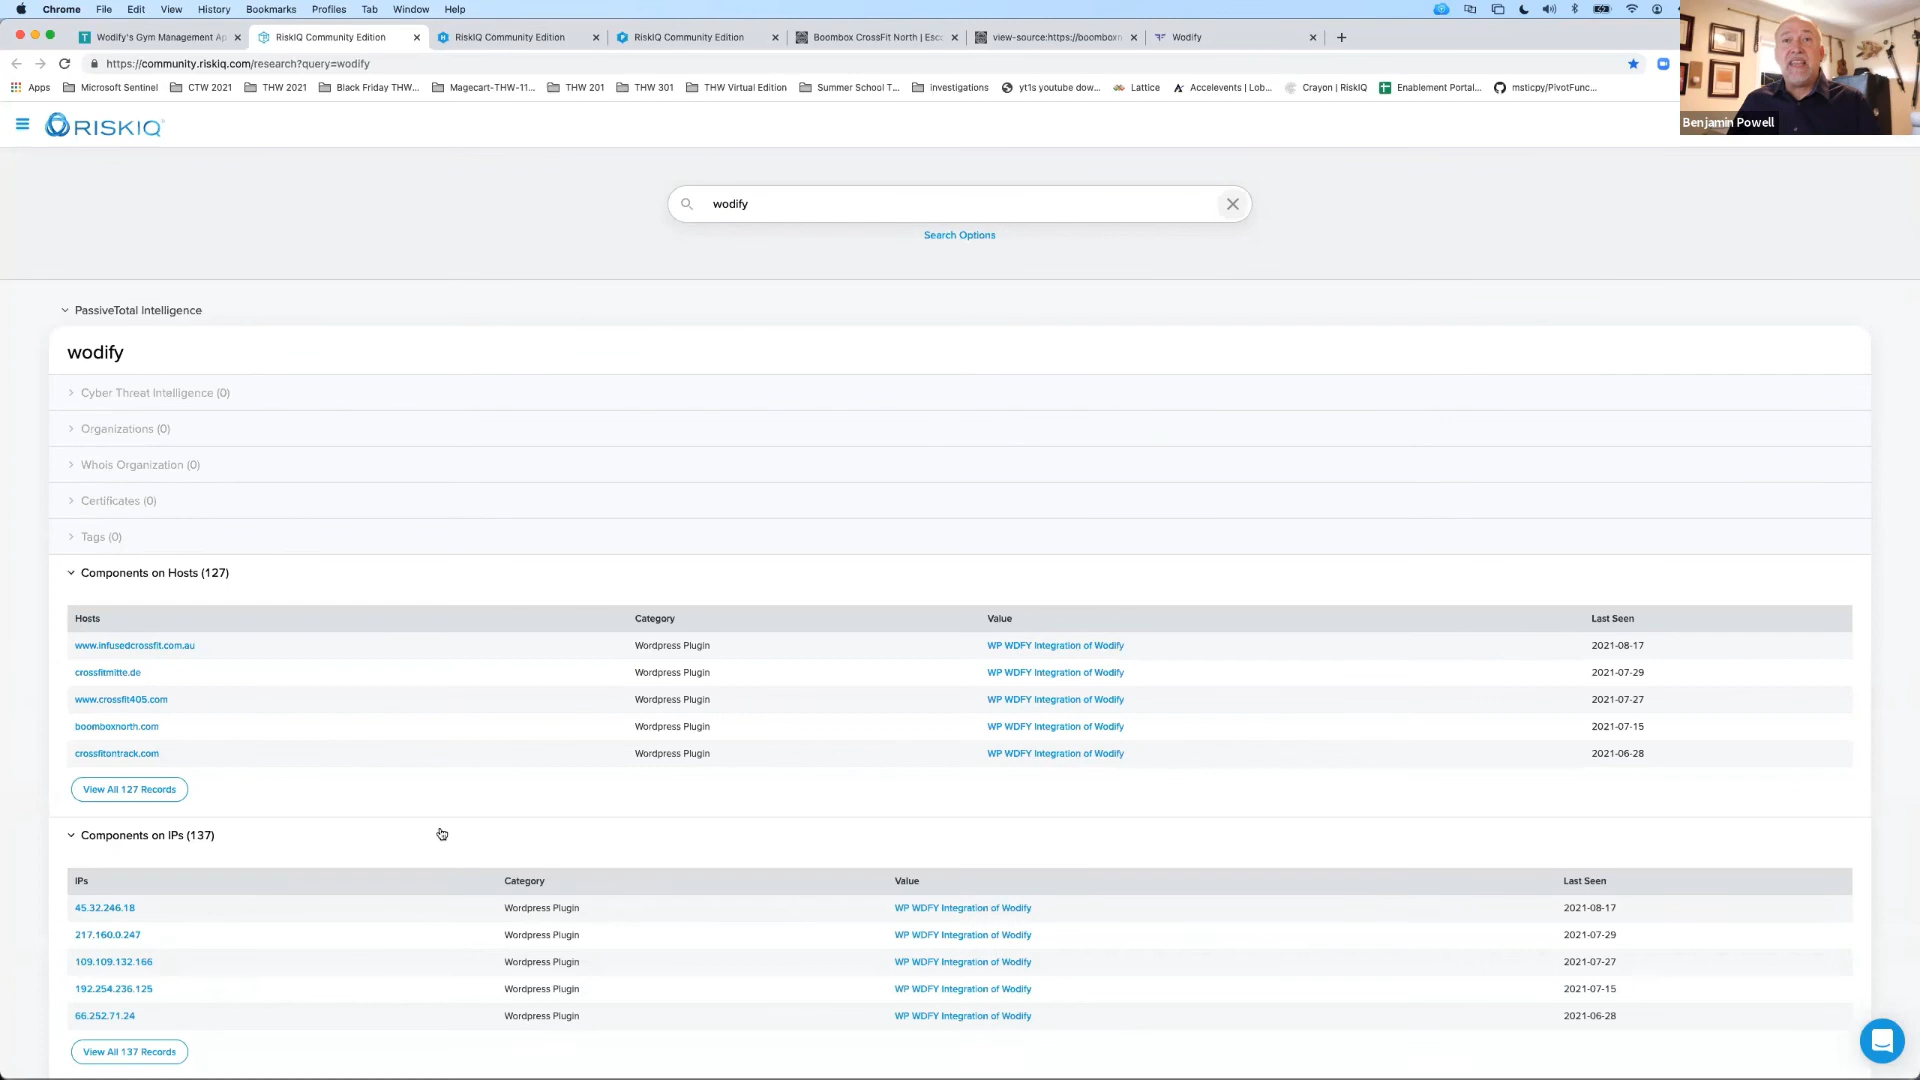 Chrome File Edit View History Bookmarks Profiles Tab Window Help
Wodify's Gym Management Ap
RiskIQ Community Edition
RiskIQ Community Edition
RiskIQ Community Edition
Boombox CrossFit North | Esc
view-source:https://boomboxn
Wodify
https://community.riskiq.com/research?query=wodify
Apps Microsoft Sentinel CTW 2021 THW 2021 Black Friday THW... Magecart-THW-11... THW 201 THW 301 THW Virtual Edition Summer School T... Investigations yt1s youtube dow... Lattice Accelevents | Lob... Crayon | RiskIQ Enablement Portal... msticpy/PivotFunc...
Benjamin Powell
RISKIQ
wodify
Search Options
PassiveTotal Intelligence
wodify
Cyber Threat Intelligence (0)
Organizations (0)
Whois Organization (0)
Certificates (0)
Tags (0)
Components on Hosts (127)
Hosts Category Value Last Seen
www.infusedcrossfit.com.au Wordpress Plugin WP WDFY Integration of Wodify 2021-08-17
crossfitmitte.de Wordpress Plugin WP WDFY Integration of Wodify 2021-07-29
www.crossfit405.com Wordpress Plugin WP WDFY Integration of Wodify 2021-07-27
boomboxnorth.com Wordpress Plugin WP WDFY Integration of Wodify 2021-07-15
crossfitontrack.com Wordpress Plugin WP WDFY Integration of Wodify 2021-06-28
View All 127 Records
Components on IPs (137)
IPs Category Value Last Seen
45.32.246.18 Wordpress Plugin WP WDFY Integration of Wodify 2021-08-17
217.160.0.247 Wordpress Plugin WP WDFY Integration of Wodify 2021-07-29
109.109.132.166 Wordpress Plugin WP WDFY Integration of Wodify 2021-07-27
192.254.236.125 Wordpress Plugin WP WDFY Integration of Wodify 2021-07-15
66.252.71.24 Wordpress Plugin WP WDFY Integration of Wodify 2021-06-28
View All 137 Records